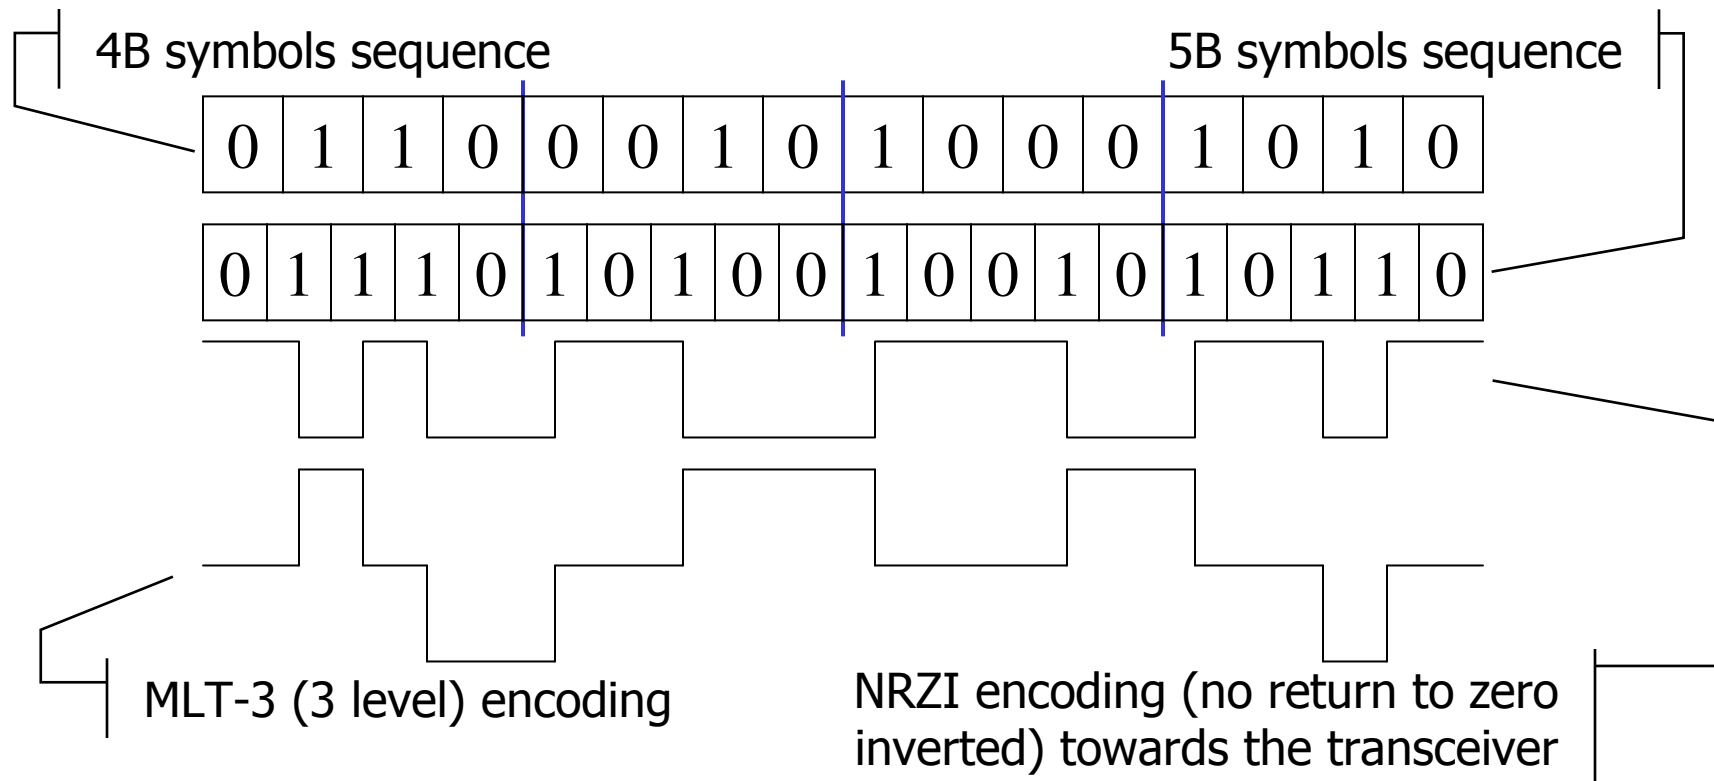 4B symbols sequence
5B symbols sequence
0 1 1 0 0 0 1 0 1 0 0 0 1 0 1 0
0 1 1 1 0 1 0 1 0 0 1 0 0 1 0 1 0 1 1 0
MLT-3 (3 level) encoding
NRZI encoding (no return to zero
inverted) towards the transceiver